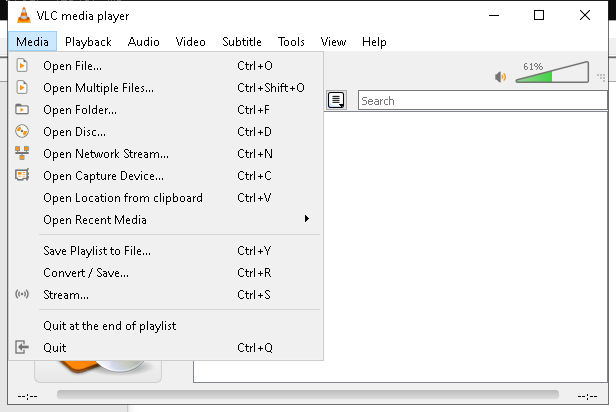 VLC media player
Media Playback Audio Video Subtitle Tools View Help
Open File... Ctrl+O
Open Multiple Files... Ctrl+Shift+O
Open Folder... Ctrl+F
Open Disc... Ctrl+D
Open Network Stream... Ctrl+N
Open Capture Device... Ctrl+C
Open Location from clipboard Ctrl+V
Open Recent Media
Save Playlist to File... Ctrl+Y
Convert / Save... Ctrl+R
Stream... Ctrl+S
Quit at the end of playlist
Quit Ctrl+Q
61%
Search
--:-- --:--